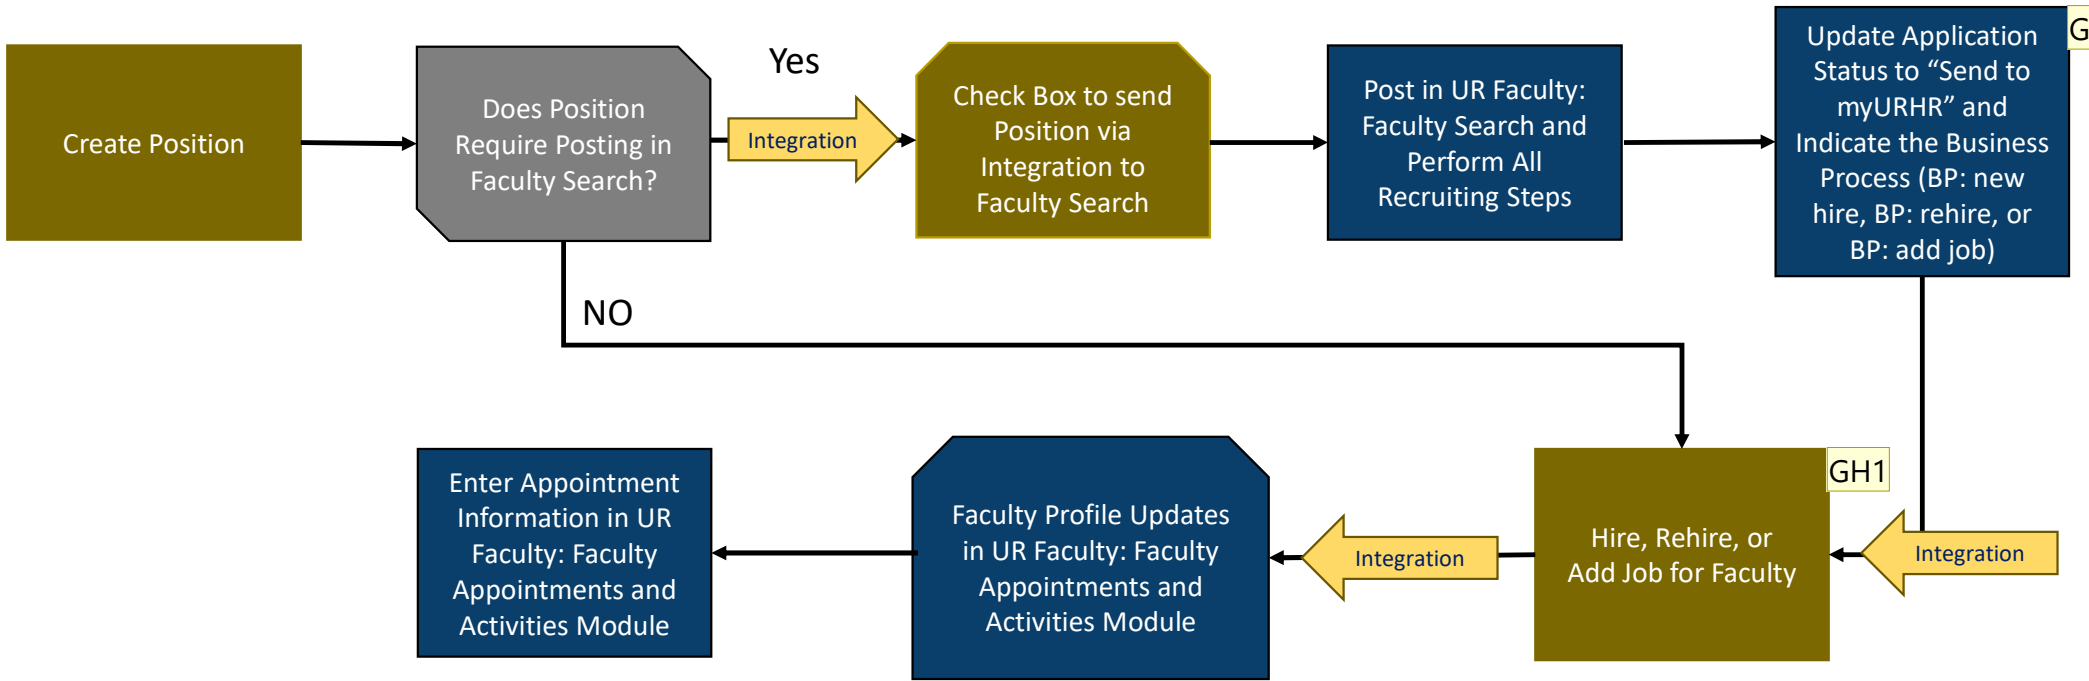 Create Position
Does Position
Require Posting in
Faculty Search?
Yes
Integration
Check Box to send
Position via
Integration to
Faculty Search
Post in UR Faculty:
Faculty Search and
Perform All
Recruiting Steps
Update Application
Status to “Send to
myURHR” and
Indicate the Business
Process (BP: new
hire, BP: rehire, or
BP: add job)
G
NO
Integration
GH1
Hire, Rehire, or
Add Job for Faculty
Integration
Faculty Profile Updates
in UR Faculty: Faculty
Appointments and
Activities Module
Enter Appointment
Information in UR
Faculty: Faculty
Appointments and
Activities Module